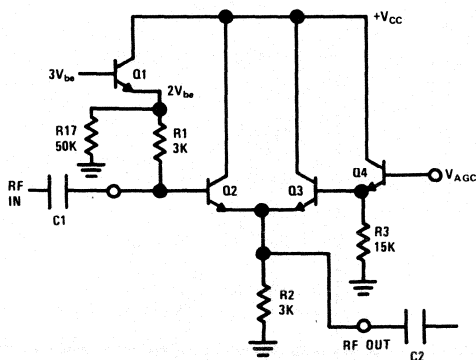 +VCC
3Vbe
Q1
2Vbe
R17
50K
R1
3K
Q4
VAGC
RF
IN
C1
Q2
Q3
R3
15K
R2
3K
RF OUT
C2